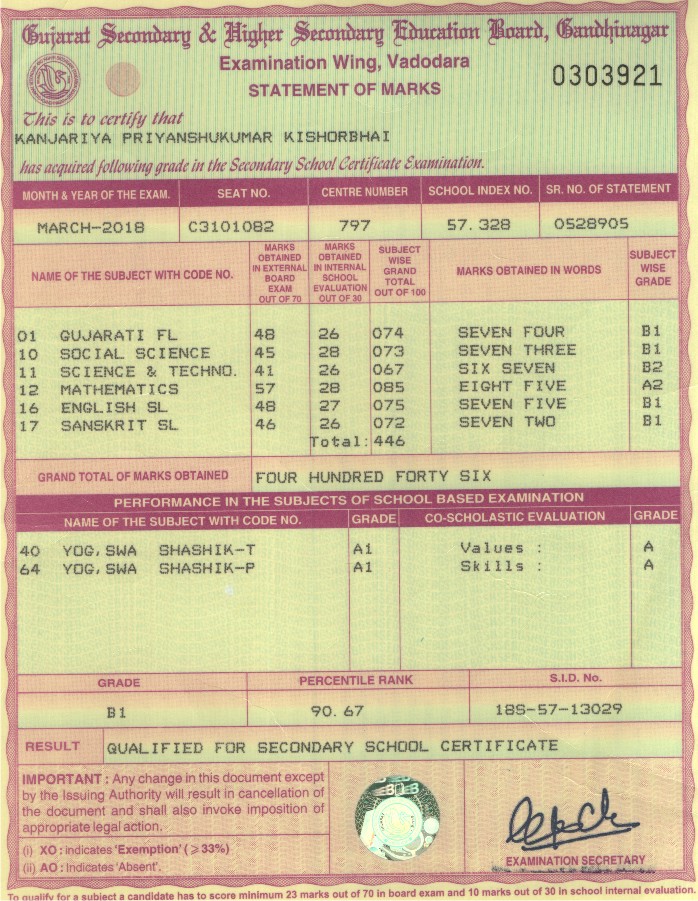 Gujarat Secondary & Higher Secondary Education Board, Gandhinagar
Examination Wing, Vadodara
0303921
STATEMENT OF MARKS
This is to certify that
KANJARIYA PRIYANSHUKUMAR KISHORBHAI
has acquired following grade in the Secondary School Certificate Examination.
MONTH & YEAR OF THE EXAM. SEAT NO. CENTRE NUMBER SCHOOL INDEX NO. SR. NO. OF STATEMENT
MARCH-2018 C3101082 797 57.328 0528905
NAME OF THE SUBJECT WITH CODE NO. MARKS OBTAINED IN EXTERNAL BOARD EXAM OUT OF 70 MARKS OBTAINED IN INTERNAL SCHOOL EVALUATION OUT OF 30 SUBJECT WISE GRAND TOTAL OUT OF 100 MARKS OBTAINED IN WORDS SUBJECT WISE GRADE
01 GUJARATI FL 48 26 074 SEVEN FOUR B1
10 SOCIAL SCIENCE 45 28 073 SEVEN THREE B1
11 SCIENCE & TECHNO. 41 26 067 SIX SEVEN B2
12 MATHEMATICS 57 28 085 EIGHT FIVE A2
16 ENGLISH SL 48 27 075 SEVEN FIVE B1
17 SANSKRIT SL 46 26 072 SEVEN TWO B1
Total: 446
GRAND TOTAL OF MARKS OBTAINED FOUR HUNDRED FORTY SIX
PERFORMANCE IN THE SUBJECTS OF SCHOOL BASED EXAMINATION
NAME OF THE SUBJECT WITH CODE NO. GRADE CO-SCHOLASTIC EVALUATION GRADE
40 YOG,SWA SHASHIK-T A1 Values : A
64 YOG,SWA SHASHIK-P A1 Skills : A
GRADE PERCENTILE RANK S.I.D. No.
B1 90.67 18S-57-13029
RESULT QUALIFIED FOR SECONDARY SCHOOL CERTIFICATE
IMPORTANT : Any change in this document except
by the Issuing Authority will result in cancellation of
the document and shall also invoke imposition of
appropriate legal action.
(i) XO : indicates 'Exemption' ( ≥ 33%)
(ii) AO : Indicates 'Absent'.
EXAMINATION SECRETARY
To qualify for a subject a candidate has to score minimum 23 marks out of 70 in board exam and 10 marks out of 30 in school internal evaluation.